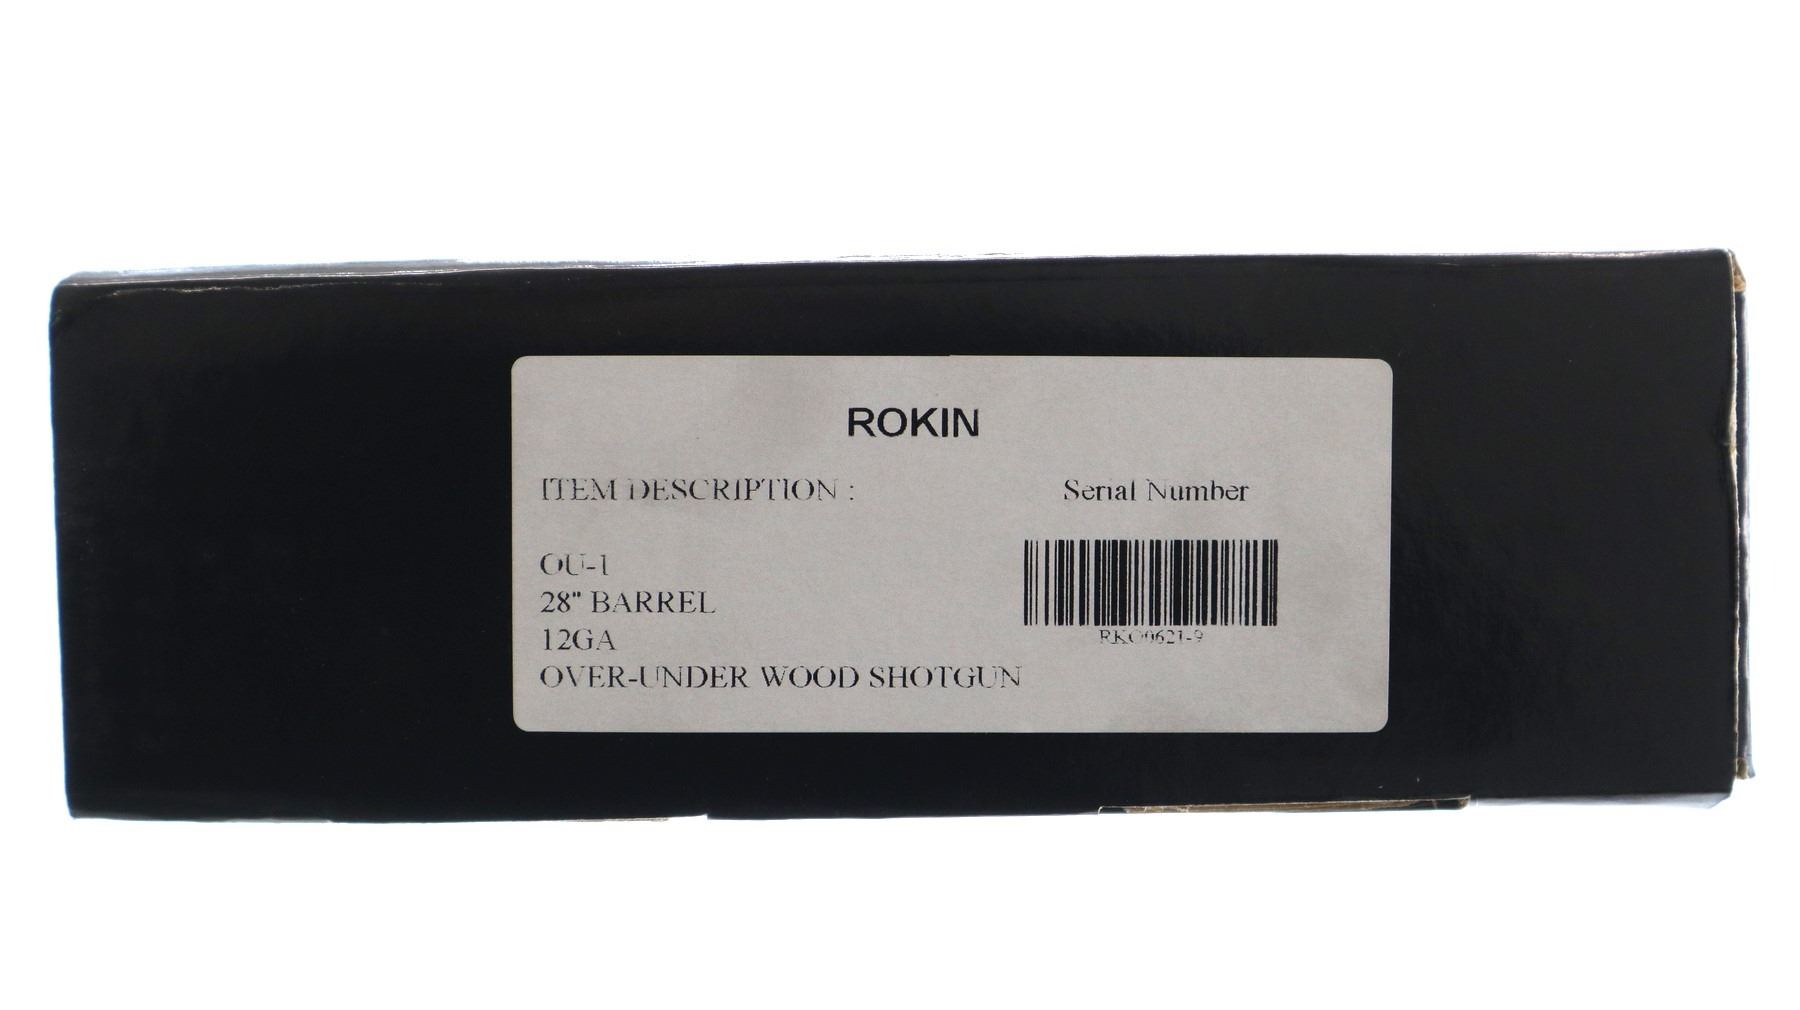 ROKIN
ITEM DESCRIPTION :
Serial Number
OU-1
28" BARREL
12GA
OVER-UNDER WOOD SHOTGUN
RKO0621-9